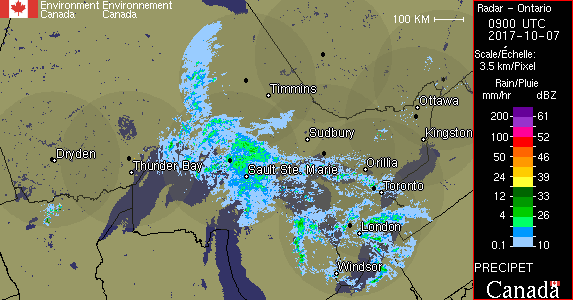 Environment Environnement
Canada Canada
100 KM
Timmins
Ottawa
Sudbury
Kingston
Dryden
Thunder Bay
Sault Ste. Marie
Orillia
Toronto
London
Windsor
Radar - Ontario
0900 UTC
2017-10-07
Scale/Échelle:
3.5 km/Pixel
Rain/Pluie
mm/hr dBZ
200 61
100 52
50 46
24 39
12 33
4 26
0.1 10
PRECIPET
Canada